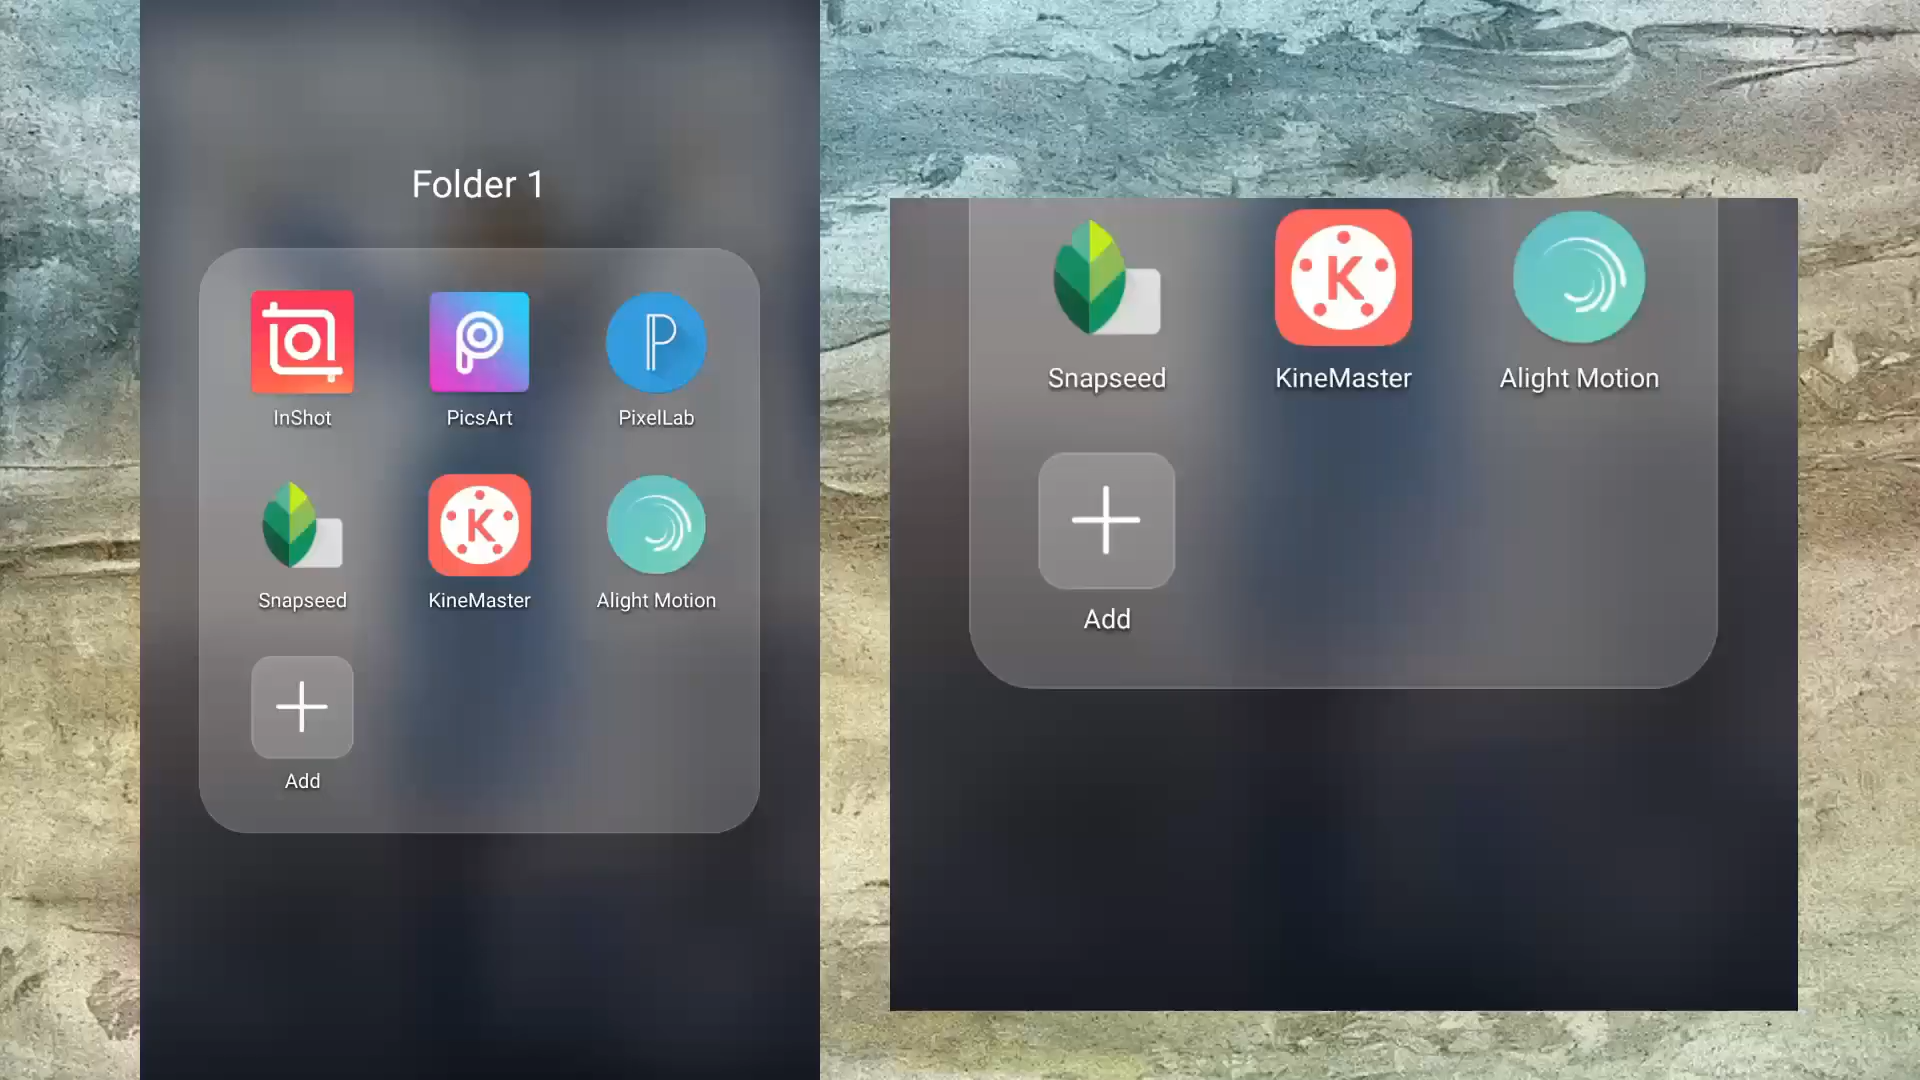 Folder 1
InShot
PicsArt
PixelLab
Snapseed
KineMaster
Alight Motion
Add
Snapseed
KineMaster
Alight Motion
Add